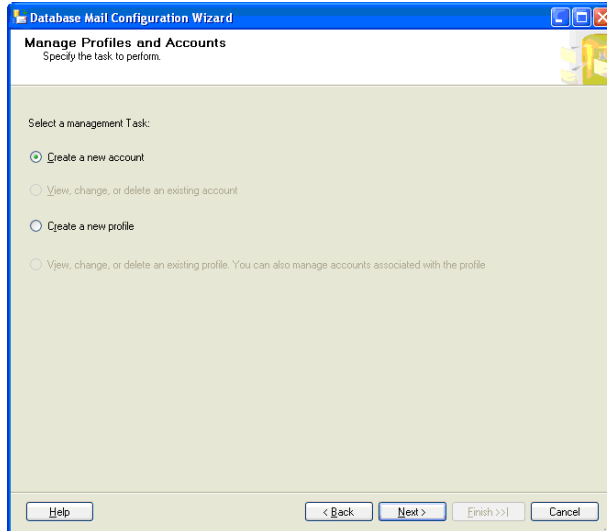 Database Mail Configuration Wizard
Manage Profiles and Accounts
Specify the task to perform.
Select a management Task:
Create a new account
View, change, or delete an existing account
Create a new profile
View, change, or delete an existing profile. You can also manage accounts associated with the profile
Help
< Back
Next >
Finish >>|
Cancel